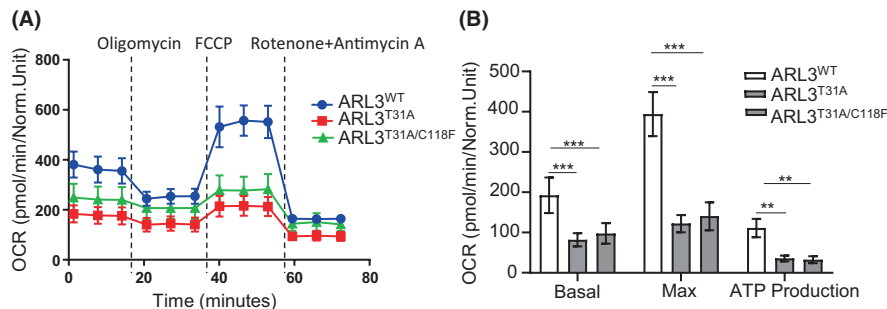 (A)
Oligomycin FCCP Rotenone+Antimycin A
OCR (pmol/min/Norm.Unit)
800
600
400
200
0
0 20 40 60 80
Time (minutes)
ARL3WT
ARL3T31A
ARL3T31A/C118F
(B)
OCR (pmol/min/Norm.Unit)
500
400
300
200
100
0
***
***
***
***
**
**
Basal Max ATP Production
ARL3WT
ARL3T31A
ARL3T31A/C118F